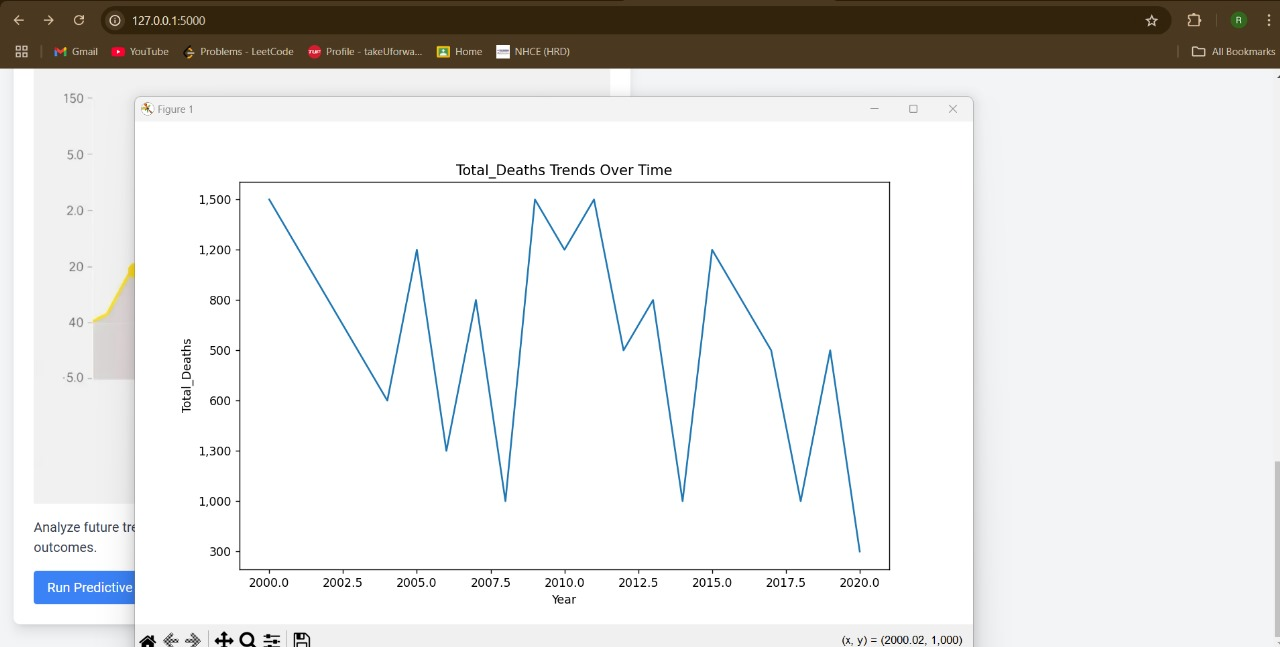 127.0.0.1:5000
R
Gmail YouTube Problems - LeetCode Profile - takeUforwa... Home NHCE (HRD) All Bookmarks
150
5.0
2.0
20
40
-5.0
Analyze future tre
outcomes.
Run Predictive
Figure 1
Total_Deaths Trends Over Time
1,500
1,200
800
500
600
1,300
1,000
300
Total_Deaths
2000.0 2002.5 2005.0 2007.5 2010.0 2012.5 2015.0 2017.5 2020.0
Year
(x, y) = (2000.02, 1,000)